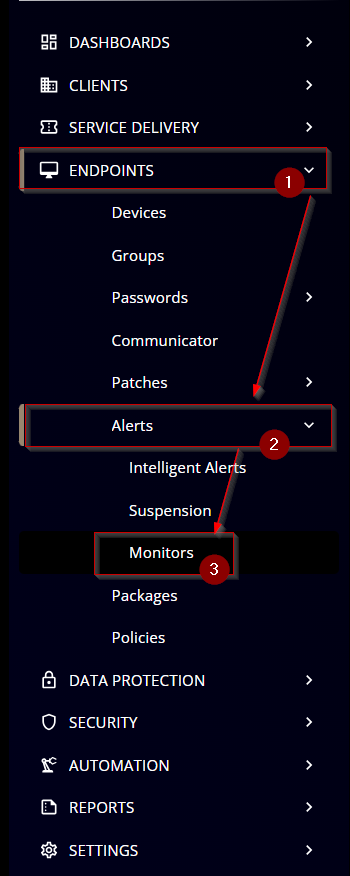 DASHBOARDS
CLIENTS
SERVICE DELIVERY
ENDPOINTS
1
Devices
Groups
Passwords
Communicator
Patches
Alerts
2
Intelligent Alerts
Suspension
Monitors
3
Packages
Policies
DATA PROTECTION
SECURITY
AUTOMATION
REPORTS
SETTINGS